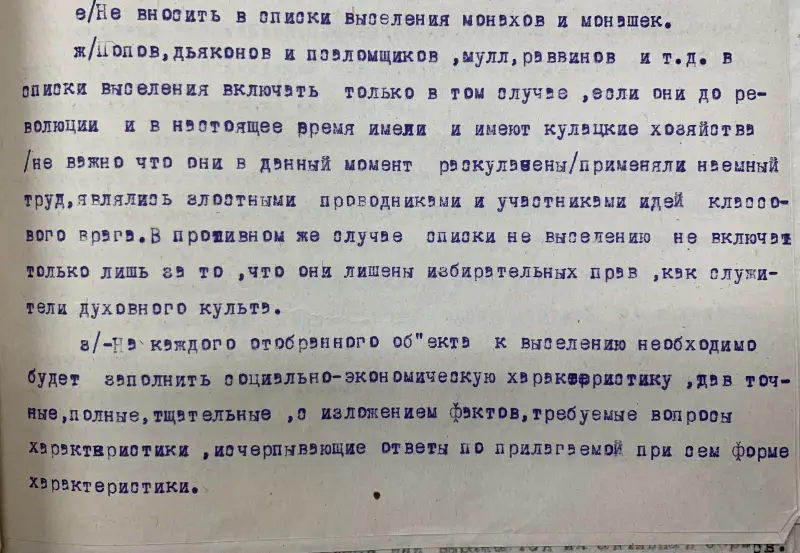 е/Не вносить в списки выселения монахов и монашек.
ж/Попов,дьяконов и псаломщиков ,мулл,раввинов и т.д. в
списки выселения включать только в том случае ,если они до ре-
волюции и в настоящее время имели и имеют кулацкие хозяйства
/не важно что они в данный момент раскулачены/применяли наемный
труд,являлись злостными проводниками и участниками идей классо-
вого врага.В противном же случае списки не выселению не включат
только лишь за то ,что они лишены избирательных прав ,как служи-
тели духовного культа.
з/-На каждого отобранного об"екта к выселению необходимо
будет заполнить социально-экономическую характеристику ,дав точ-
ные,полные,тщательные ,с изложением фактов,требуемые вопросы
характкристики ,исчерпывающие ответы по прилагаемой при сем форме
характеристики.